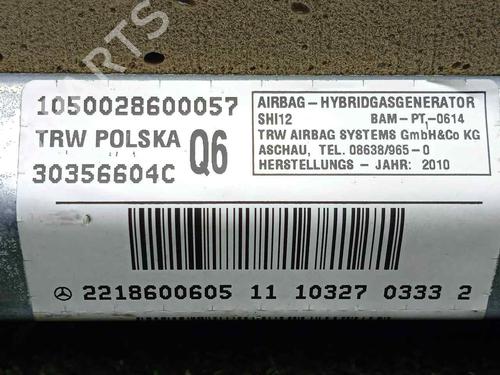 1050028600057
TRW POLSKA Q6
30356604C
AIRBAG - HYBRIDGASGENERATOR
SHI12 BAM-PT1-0614
TRW AIRBAG SYSTEMS GmbH&Co KG
ASCHAU, TEL. 08638/965-0
HERSTELLUNGS - JAHR: 2010
2218600605 11 10327 0333 2